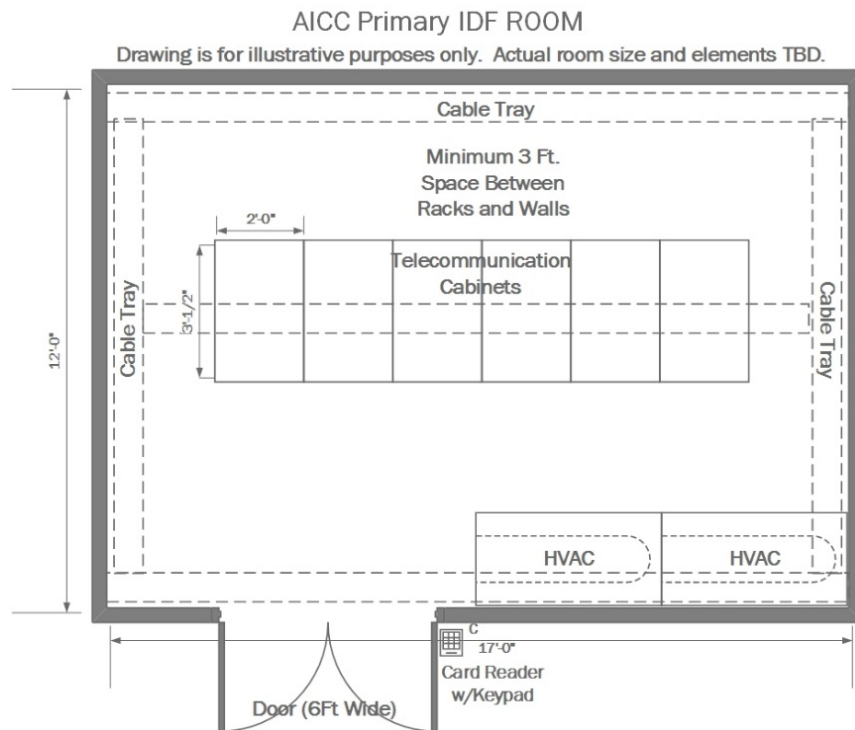 AICC Primary IDF ROOM
Drawing is for illustrative purposes only. Actual room size and elements TBD.
Cable Tray
Minimum 3 Ft.
Space Between
Racks and Walls
2'-0"
Telecommunication
Cabinets
3'-1/2"
Cable Tray
Cable Tray
12'-0"
HVAC
HVAC
C
17'-0"
Card Reader
w/Keypad
Door (6Ft Wide)